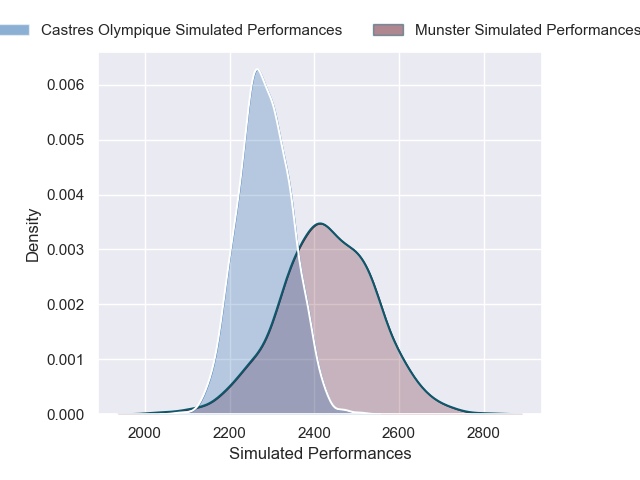 Castres Olympique Simulated Performances Munster Simulated Performances
0.006
0.005
0.004
0.003
0.002
0.001
0.000
Density
2000 2200 2400 2600 2800
Simulated Performances